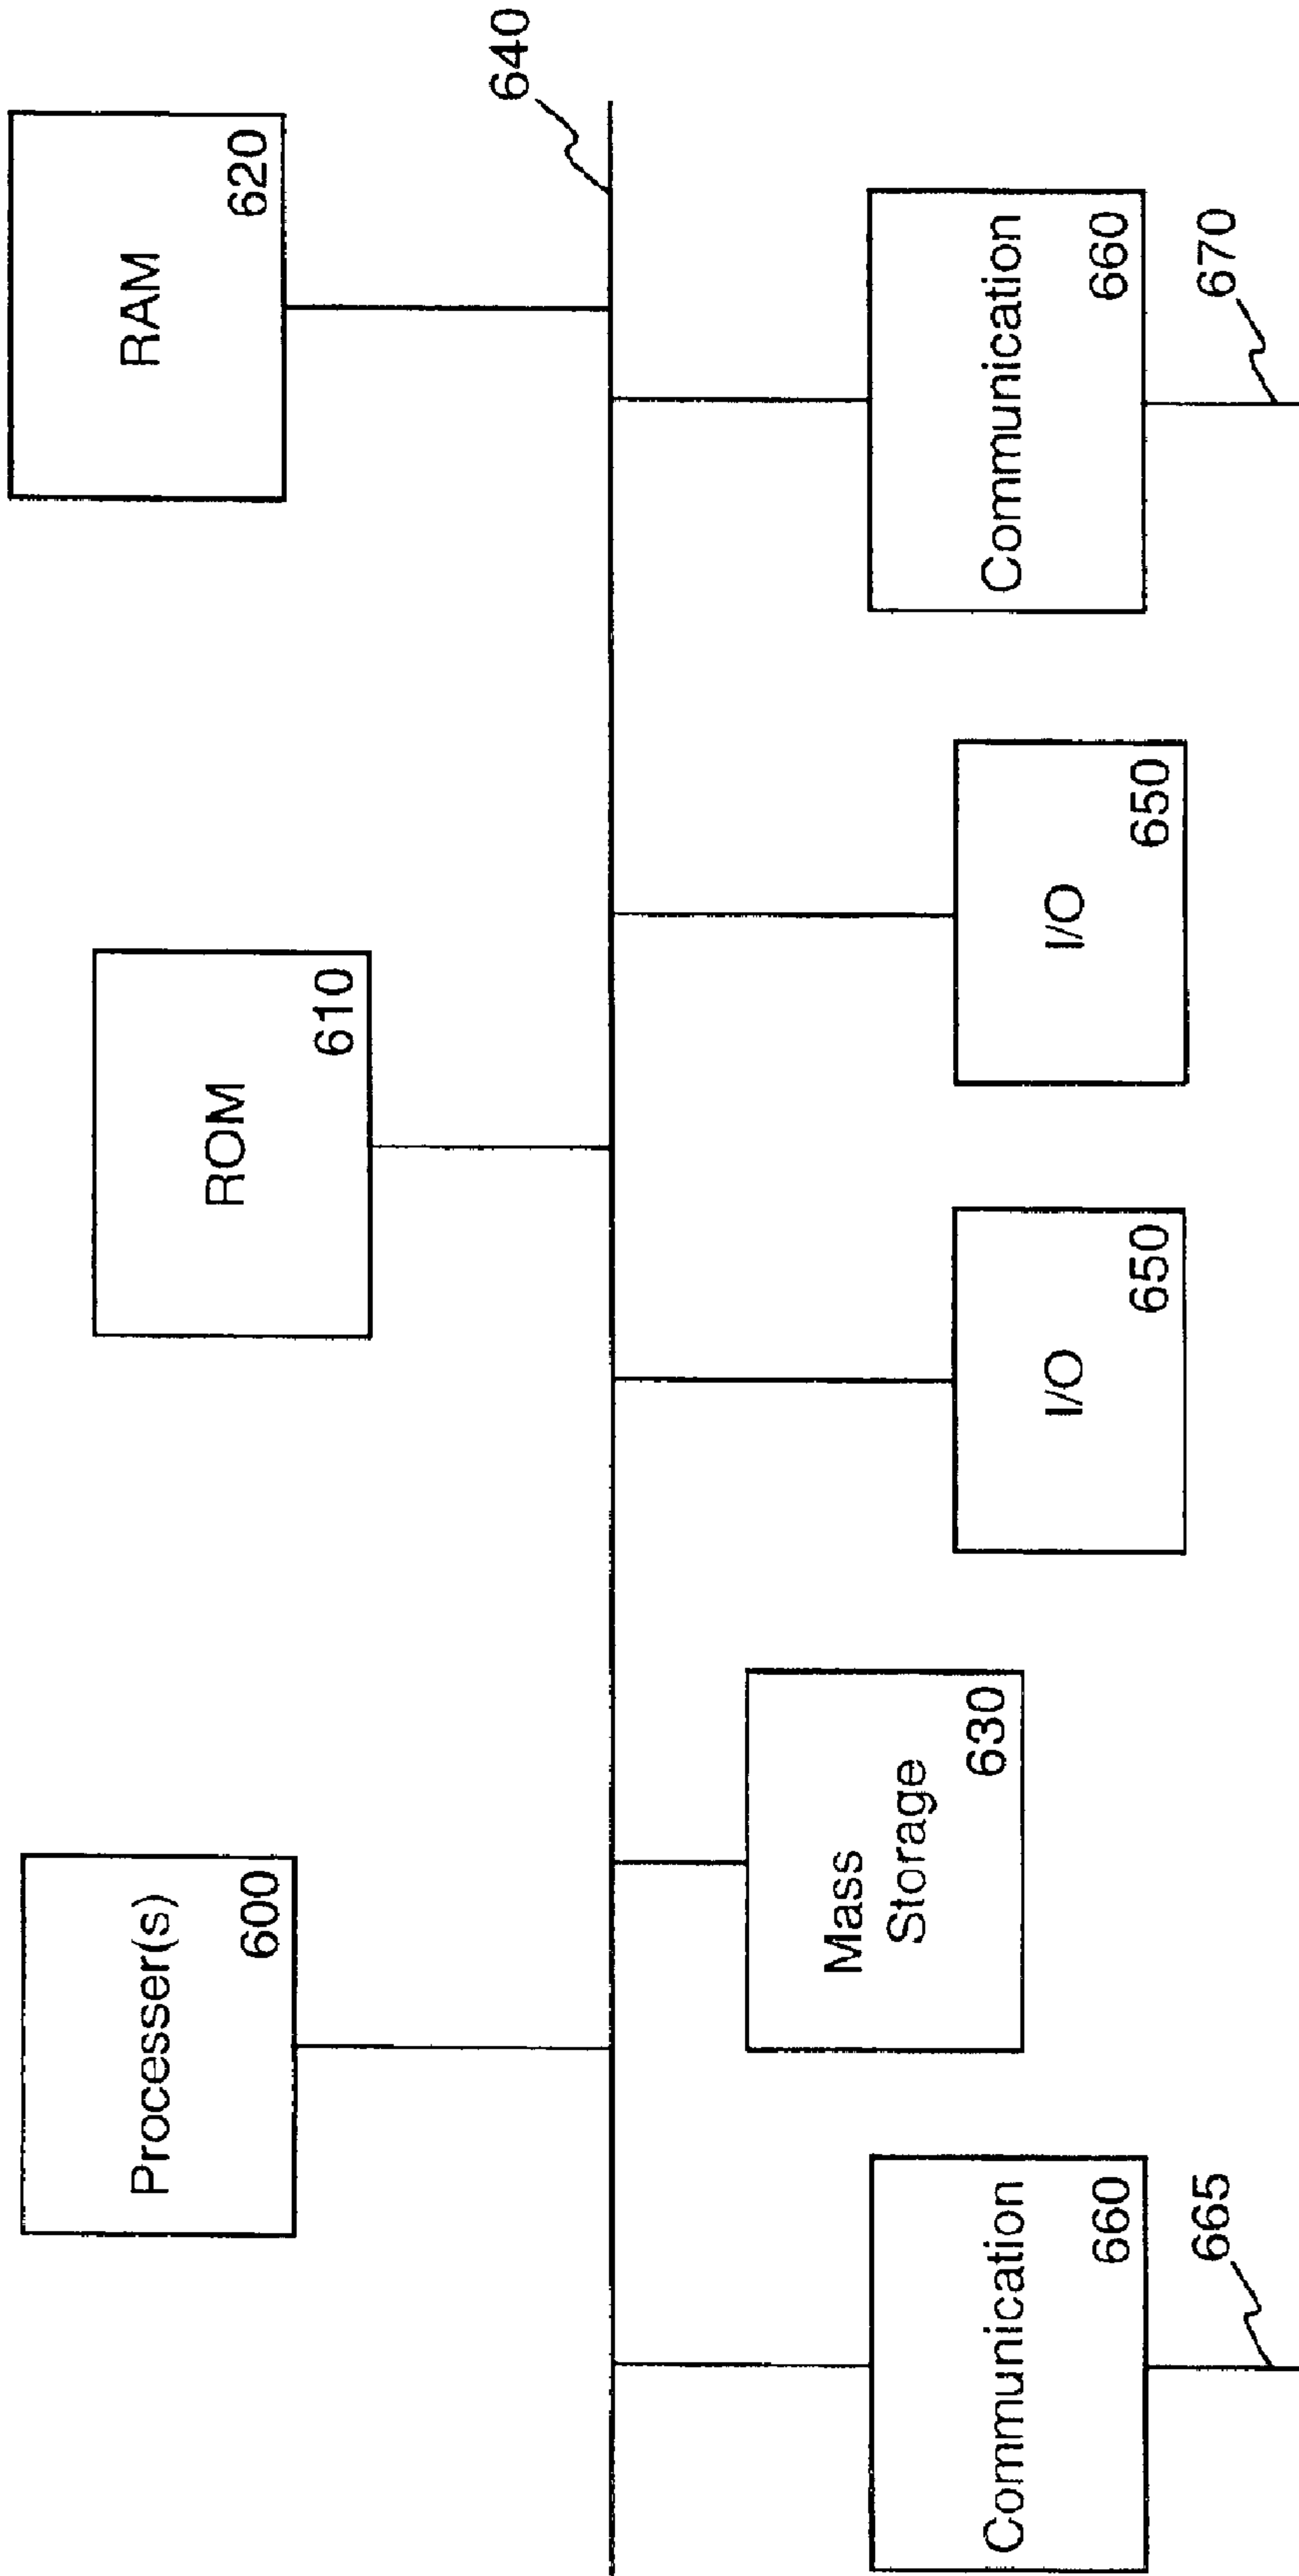 Processer(s)
600
ROM
610
RAM
620
640
Communication
660
665
Mass
Storage
630
I/O
650
I/O
650
Communication
660
670